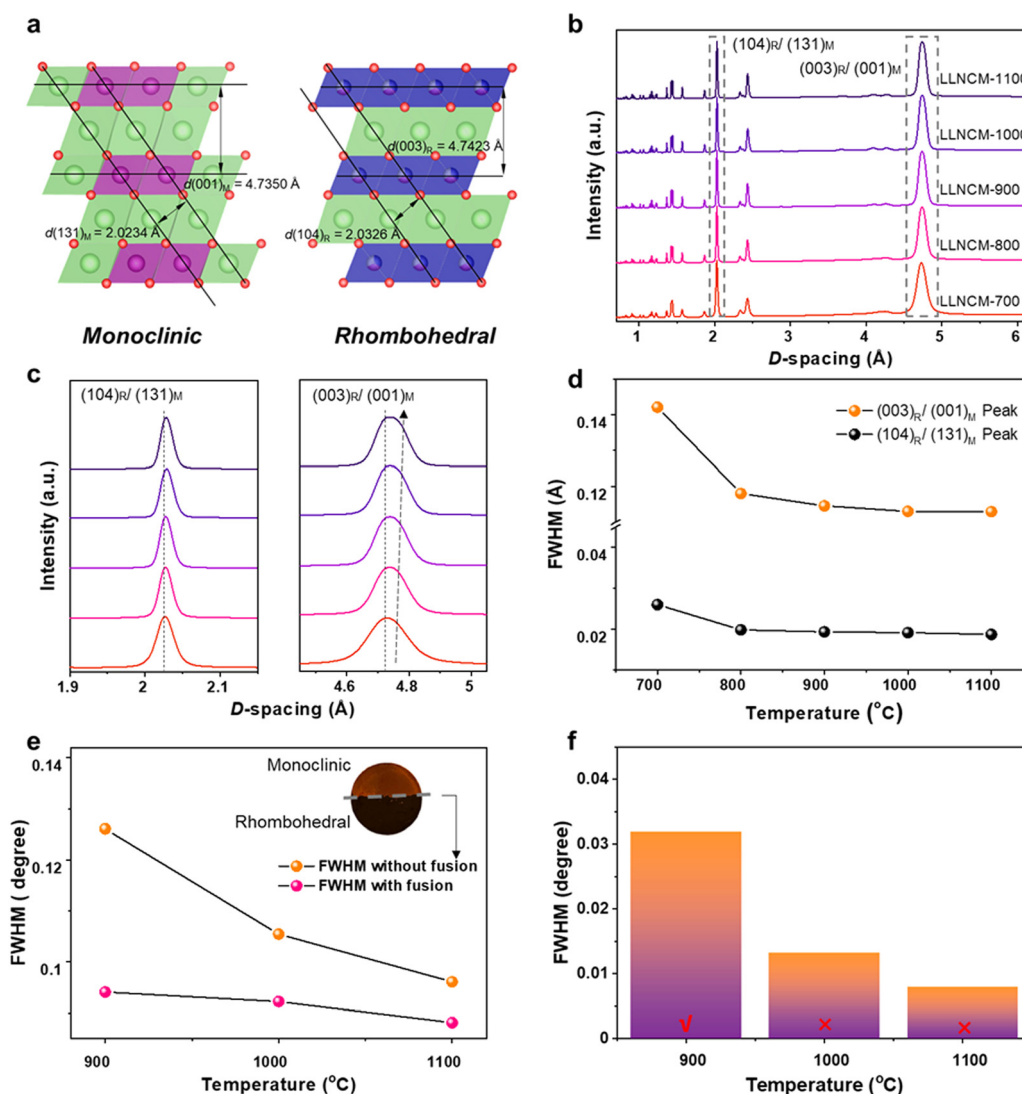 a
d(001)M = 4.7350 Å
d(131)M = 2.0234 Å
Monoclinic
d(003)R = 4.7423 Å
d(104)R = 2.0326 Å
Rhombohedral
b
(104)R/ (131)M
(003)R/ (001)M
LLNCM-1100
LLNCM-1000
LLNCM-900
LLNCM-800
LLNCM-700
Intensity (a.u.)
1 2 3 4 5 6
D-spacing (Å)
c
(104)R/ (131)M
(003)R/ (001)M
Intensity (a.u.)
1.9 2 2.1
4.6 4.8 5
D-spacing (Å)
d
(003)R/ (001)M Peak
(104)R/ (131)M Peak
FWHM (Å)
0.14
0.12
0.04
0.02
700 800 900 1000 1100
Temperature (°C)
e
Monoclinic
Rhombohedral
FWHM without fusion
FWHM with fusion
FWHM ( degree)
0.14
0.12
0.1
900 1000 1100
Temperature (°C)
f
FWHM (degree)
0.04
0.03
0.02
0.01
0
√ × ×
900 1000 1100
Temperature (°C)